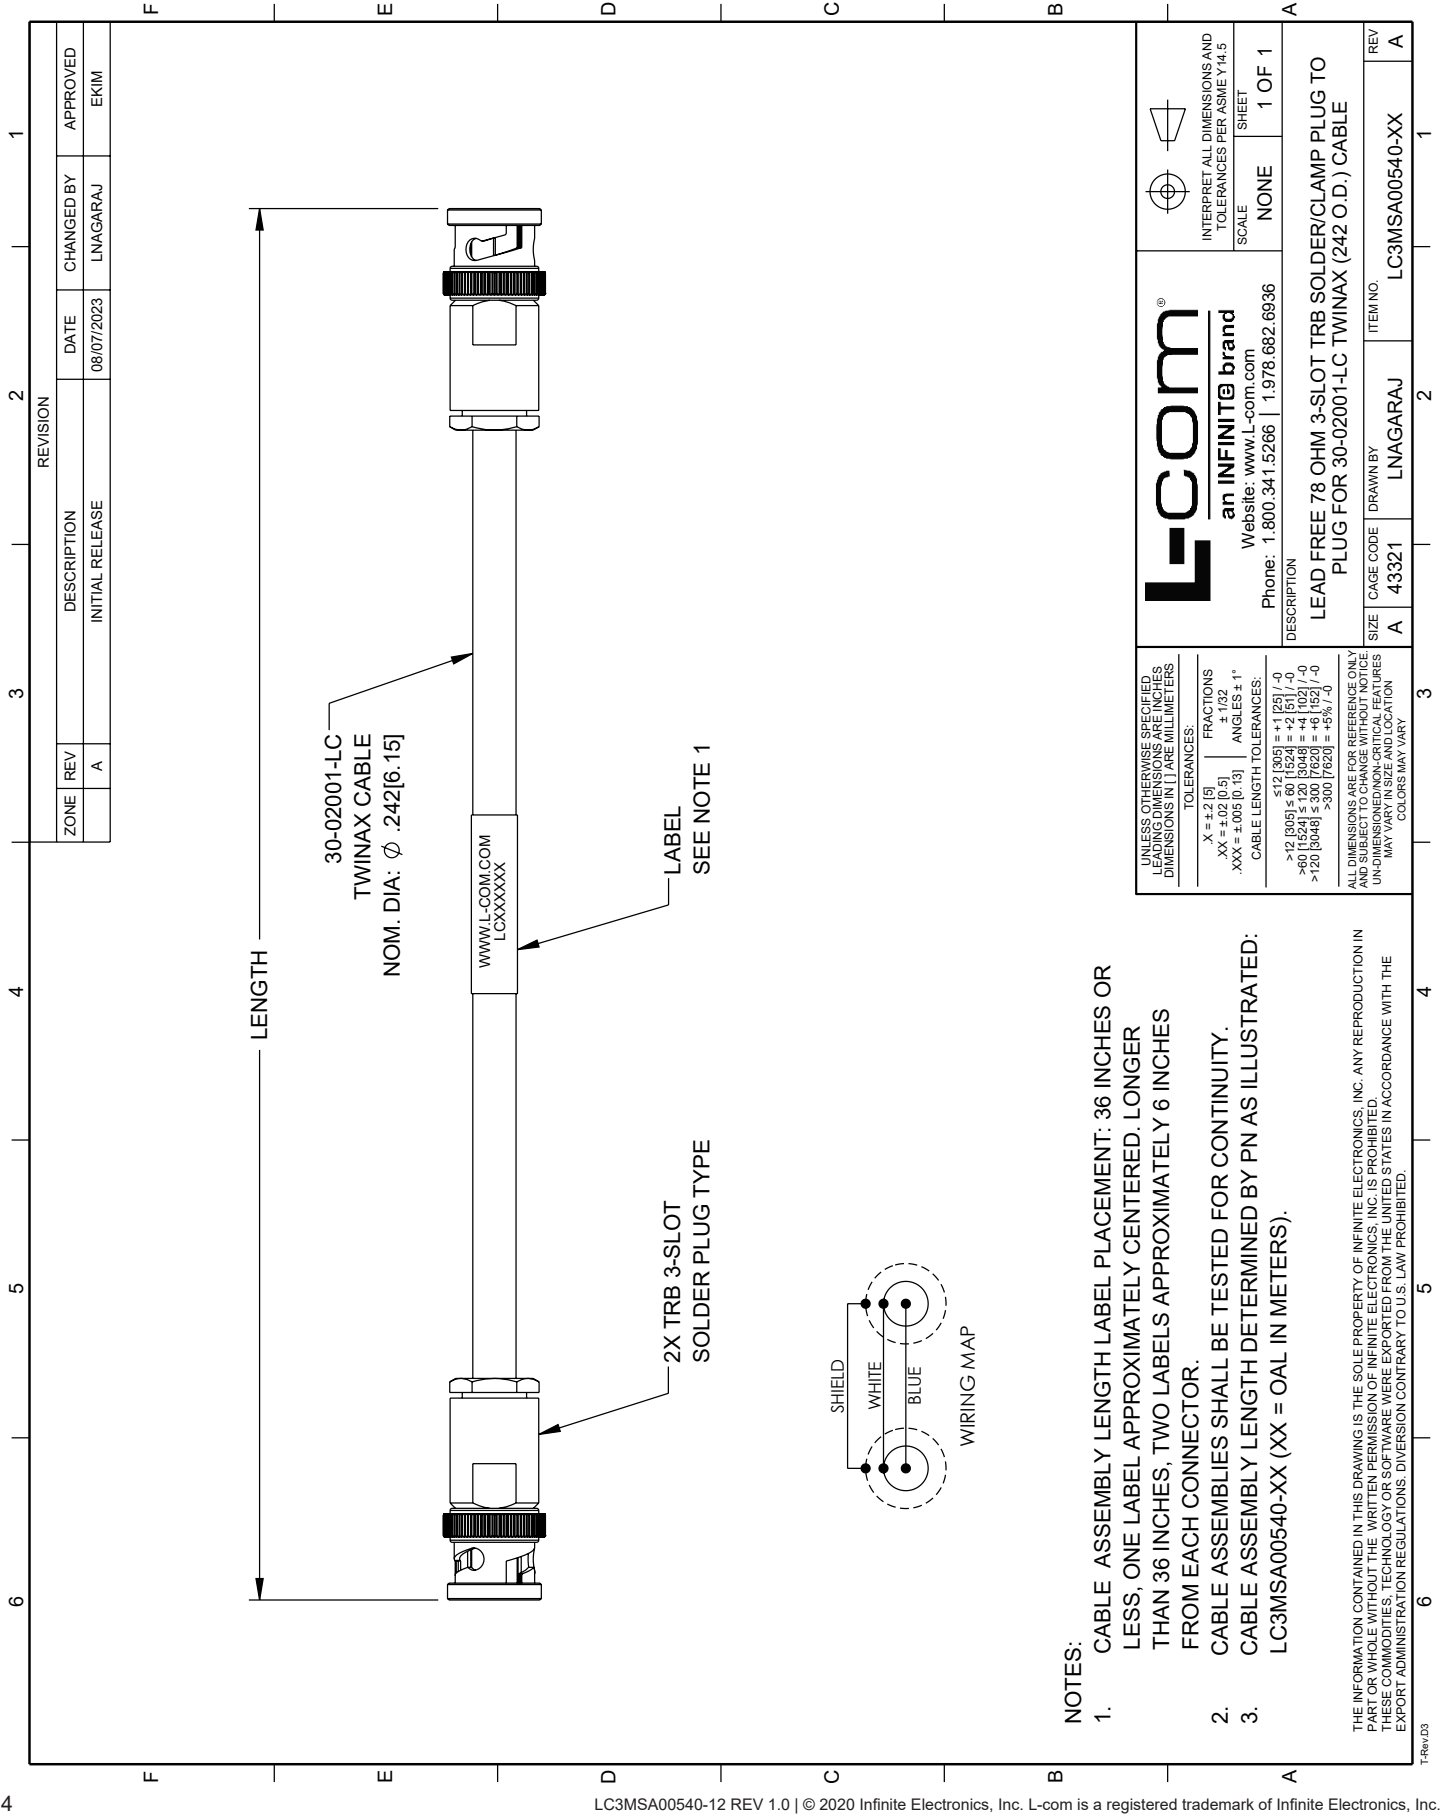 REVISION
ZONE REV DESCRIPTION DATE CHANGED BY APPROVED
A INITIAL RELEASE 08/07/2023 LNAGARAJ EKIM
6 5 4 3 2 1
F E D C B A
LENGTH
30-02001-LC
TWINAX CABLE
NOM. DIA: ∅ .242[6.15]
WWW.L-COM.COM
LCXXXXXX
LABEL
SEE NOTE 1
2X TRB 3-SLOT
SOLDER PLUG TYPE
SHIELD
WHITE
BLUE
WIRING MAP
NOTES:
1. CABLE ASSEMBLY LENGTH LABEL PLACEMENT: 36 INCHES OR
LESS, ONE LABEL APPROXIMATELY CENTERED. LONGER
THAN 36 INCHES, TWO LABELS APPROXIMATELY 6 INCHES
FROM EACH CONNECTOR.
2. CABLE ASSEMBLIES SHALL BE TESTED FOR CONTINUITY.
3. CABLE ASSEMBLY LENGTH DETERMINED BY PN AS ILLUSTRATED:
LC3MSA00540-XX (XX = OAL IN METERS).
THE INFORMATION CONTAINED IN THIS DRAWING IS THE SOLE PROPERTY OF INFINITE ELECTRONICS, INC. ANY REPRODUCTION IN
PART OR WHOLE WITHOUT THE WRITTEN PERMISSION OF INFINITE ELECTRONICS, INC. IS PROHIBITED.
THESE COMMODITIES, TECHNOLOGY OR SOFTWARE WERE EXPORTED FROM THE UNITED STATES IN ACCORDANCE WITH THE
EXPORT ADMINISTRATION REGULATIONS. DIVERSION CONTRARY TO U.S. LAW PROHIBITED.
UNLESS OTHERWISE SPECIFIED
LEADING DIMENSIONS ARE INCHES
DIMENSIONS IN [ ] ARE MILLIMETERS
TOLERANCES:
.X = ±.2 [5]
.XX = ±.02 [0.5]
.XXX = ±.005 [0.13]
FRACTIONS
± 1/32
ANGLES ± 1°
CABLE LENGTH TOLERANCES:
≤12 [305] = +1 [25] / -0
>12 [305] ≤ 60 [1524] = +2 [51] / -0
>60 [1524] ≤ 120 [3048] = +4 [102] / -0
>120 [3048] ≤ 300 [7620] = +6 [152] / -0
>300 [7620] = +5% / -0
ALL DIMENSIONS ARE FOR REFERENCE ONLY
AND SUBJECT TO CHANGE WITHOUT NOTICE.
UN-DIMENSIONED/NON-CRITICAL FEATURES
MAY VARY IN SIZE AND LOCATION
COLORS MAY VARY
L-com®
an INFINITE brand
Website: www.L-com.com
Phone: 1.800.341.5266 | 1.978.682.6936
INTERPRET ALL DIMENSIONS AND
TOLERANCES PER ASME Y14.5
SCALE SHEET
NONE 1 OF 1
DESCRIPTION
LEAD FREE 78 OHM 3-SLOT TRB SOLDER/CLAMP PLUG TO
PLUG FOR 30-02001-LC TWINAX (242 O.D.) CABLE
SIZE CAGE CODE DRAWN BY ITEM NO. REV
A 43321 LNAGARAJ LC3MSA00540-XX A
6 5 4 3 2 1
F E D C B A
T-Rev.D3
4
LC3MSA00540-12 REV 1.0 | © 2020 Infinite Electronics, Inc. L-com is a registered trademark of Infinite Electronics, Inc.